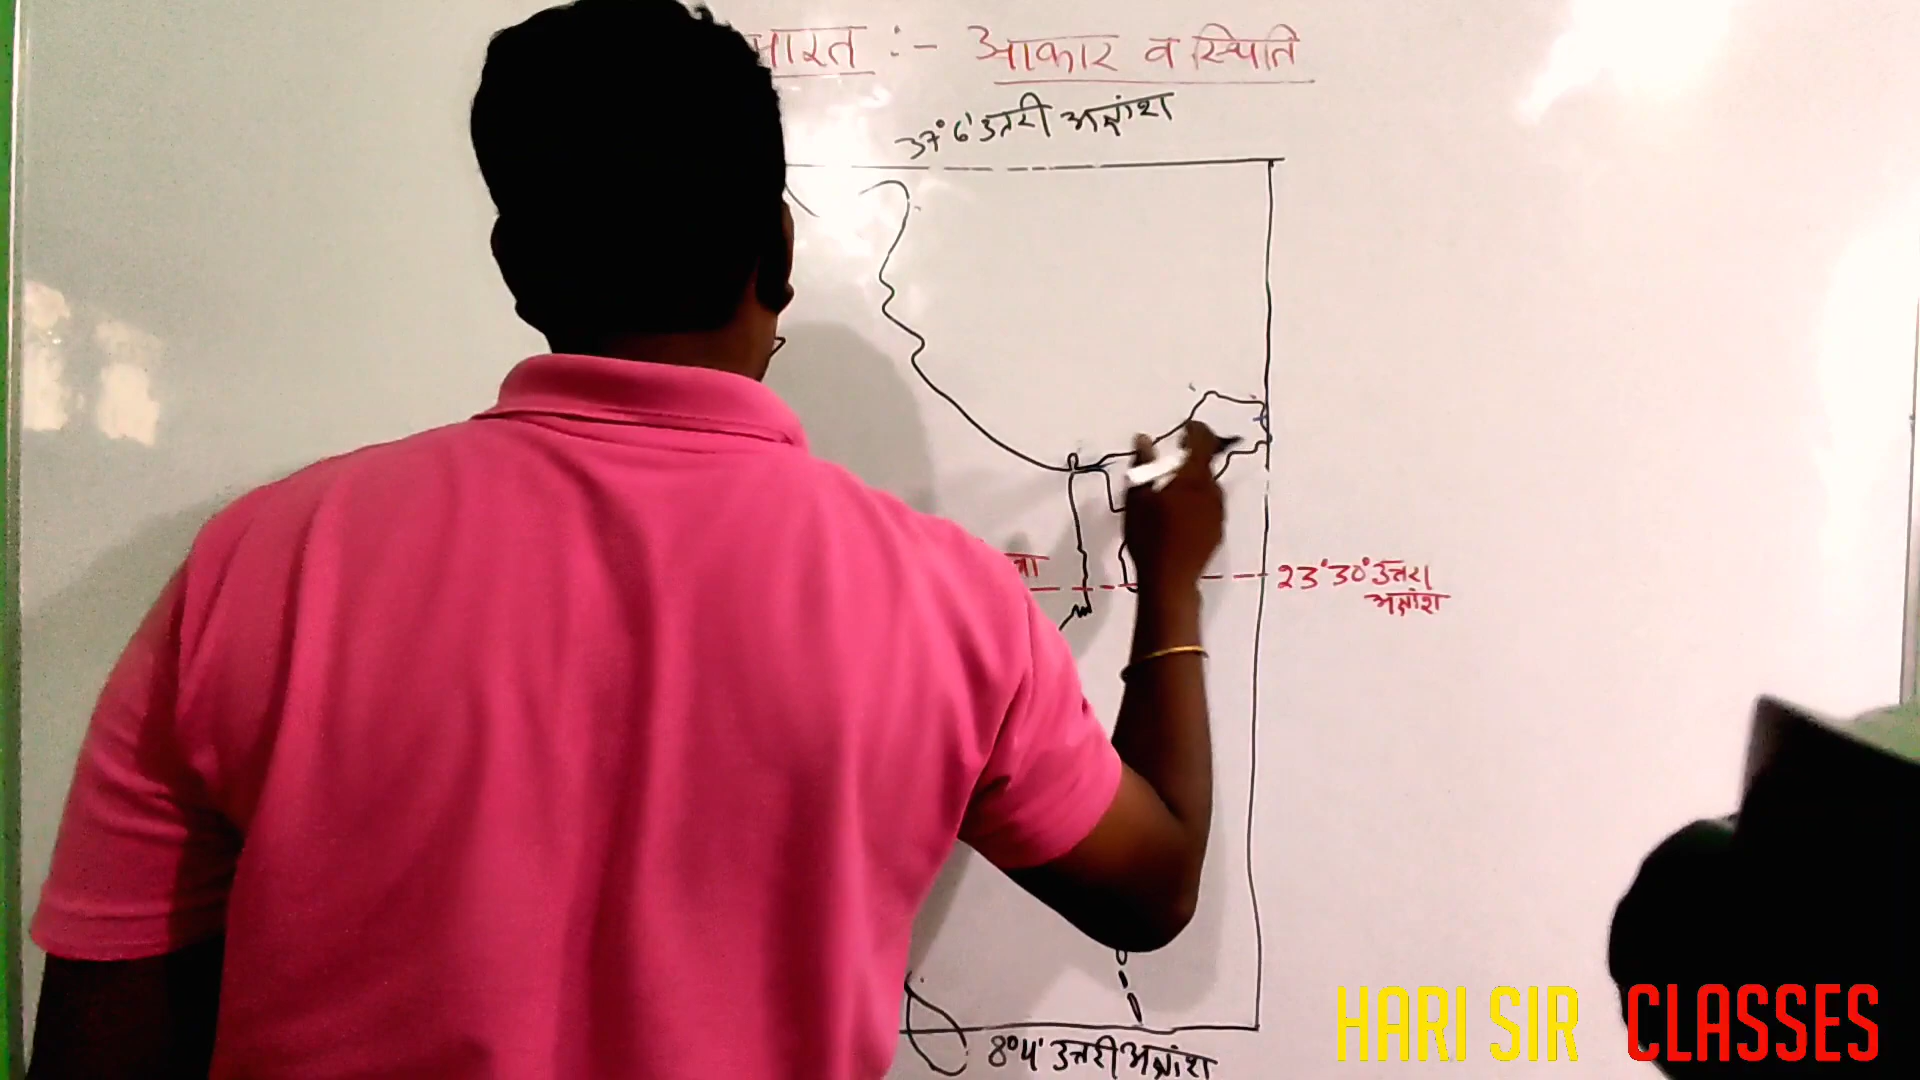 भारत :- आकार व स्थिति
37°6' उत्तरी अक्षांश
23°30° उत्तरी
अक्षांश
8°4' उत्तरी अक्षांश
HARI SIR CLASSES